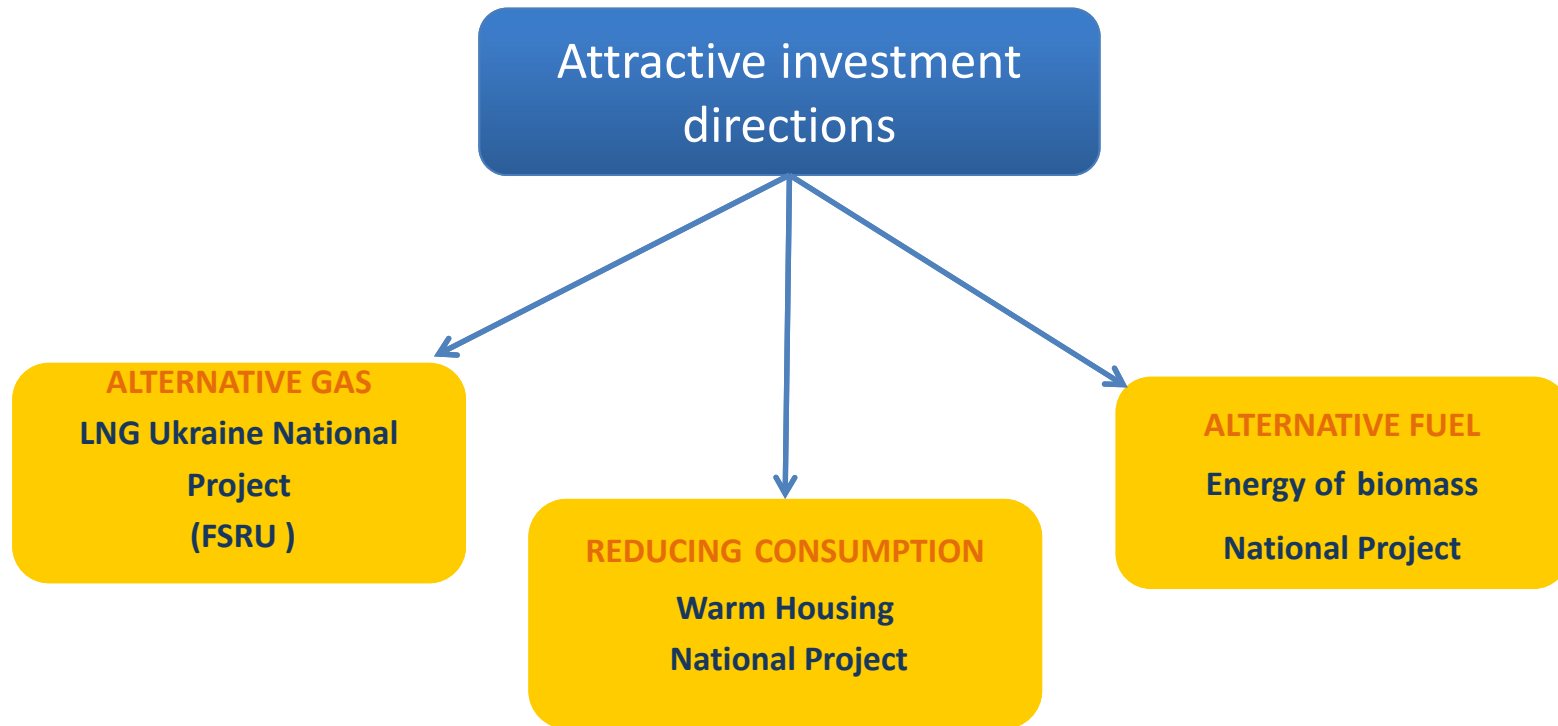 Attractive investment
directions
ALTERNATIVE GAS
LNG Ukraine National
Project
(FSRU )
REDUCING CONSUMPTION
Warm Housing
National Project
ALTERNATIVE FUEL
Energy of biomass
National Project